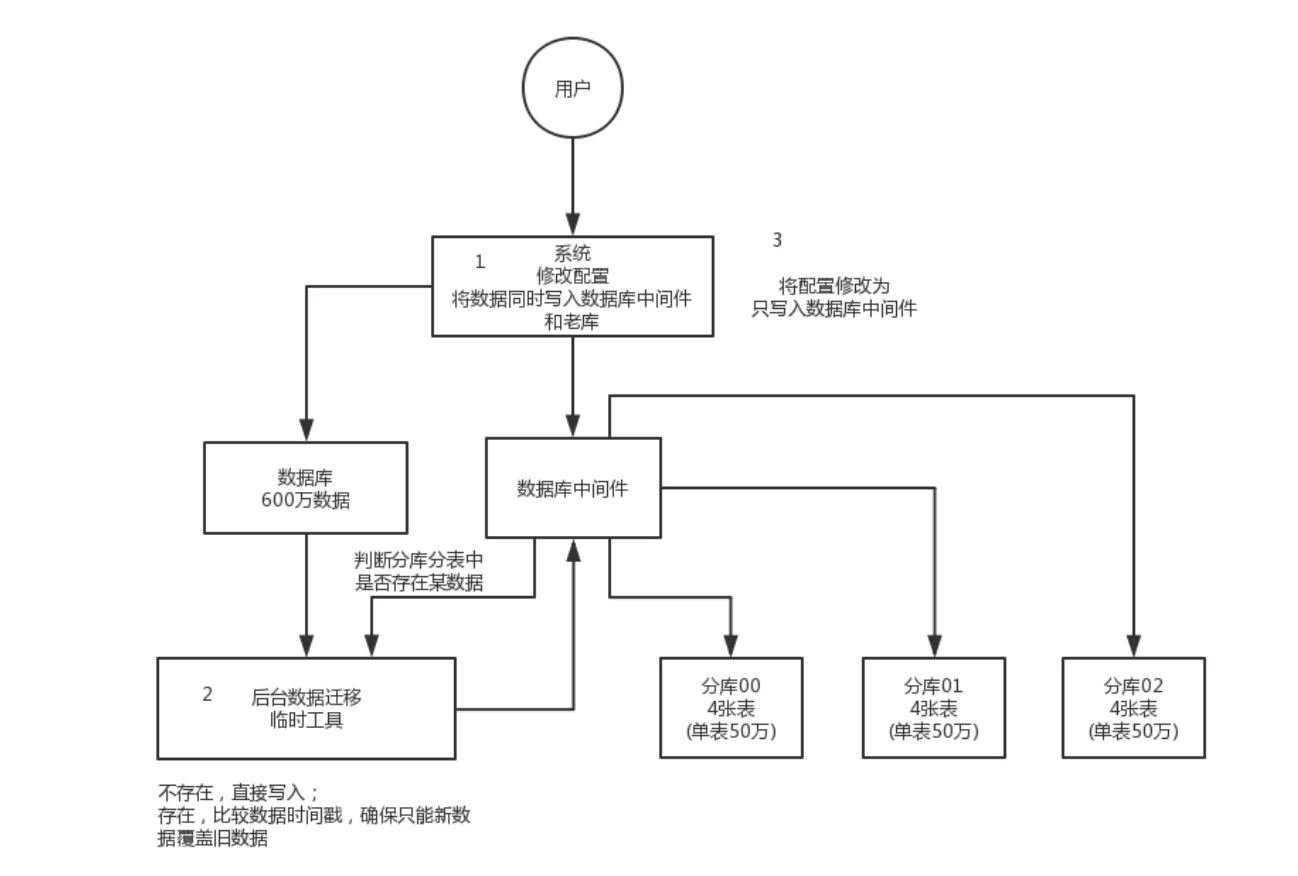 用户
1
系统
修改配置
将数据同时写入数据库中间件
和老库
3
将配置修改为
只写入数据库中间件
数据库
600万数据
数据库中间件
判断分库分表中
是否存在某数据
2
后台数据迁移
临时工具
分库00
4张表
(单表50万)
分库01
4张表
(单表50万)
分库02
4张表
(单表50万)
不存在，直接写入；
存在，比较数据时间戳，确保只能新数
据覆盖旧数据